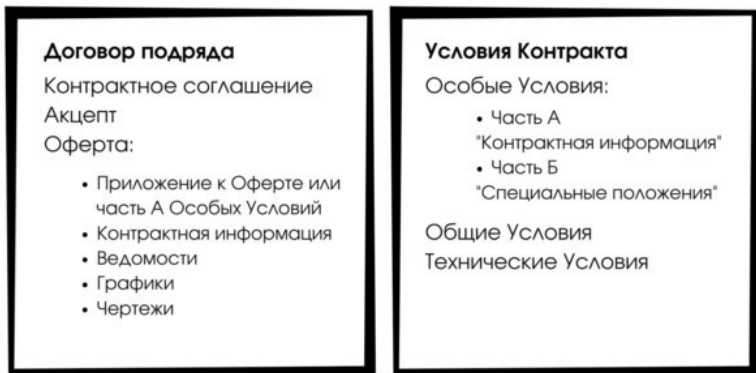 Договор подряда
Контрактное соглашение
Акцепт
Оферта:
• Приложение к Оферте или
часть А Особых Условий
• Контрактная информация
• Ведомости
• Графики
• Чертежи
Условия Контракта
Особые Условия:
• Часть А
"Контрактная информация"
• Часть Б
"Специальные положения"
Общие Условия
Технические Условия